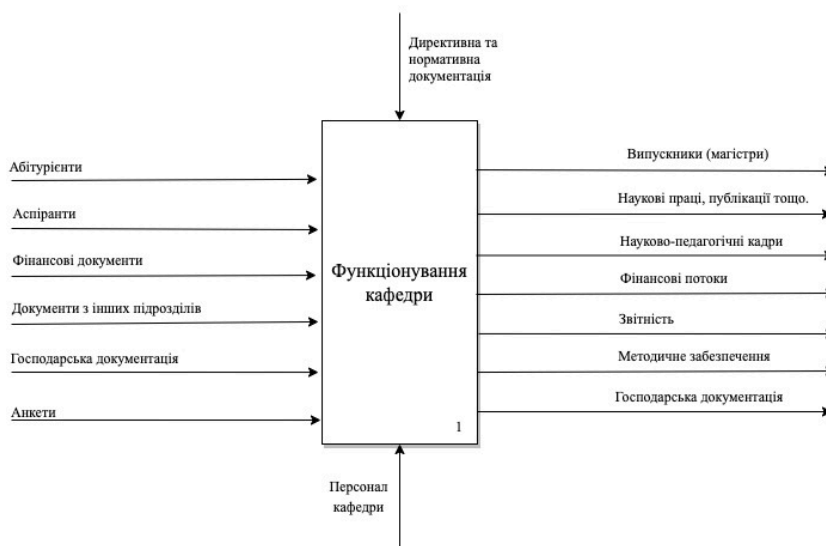 Директивна та
нормативна
документація
Абітурієнти
Аспіранти
Фінансові документи
Документи з інших підрозділів
Господарська документація
Анкети
Функціонування
кафедри
1
Випускники (магістри)
Наукові праці, публікації тощо.
Науково-педагогічні кадри
Фінансові потоки
Звітність
Методичне забезпечення
Господарська документація
Персонал
кафедри